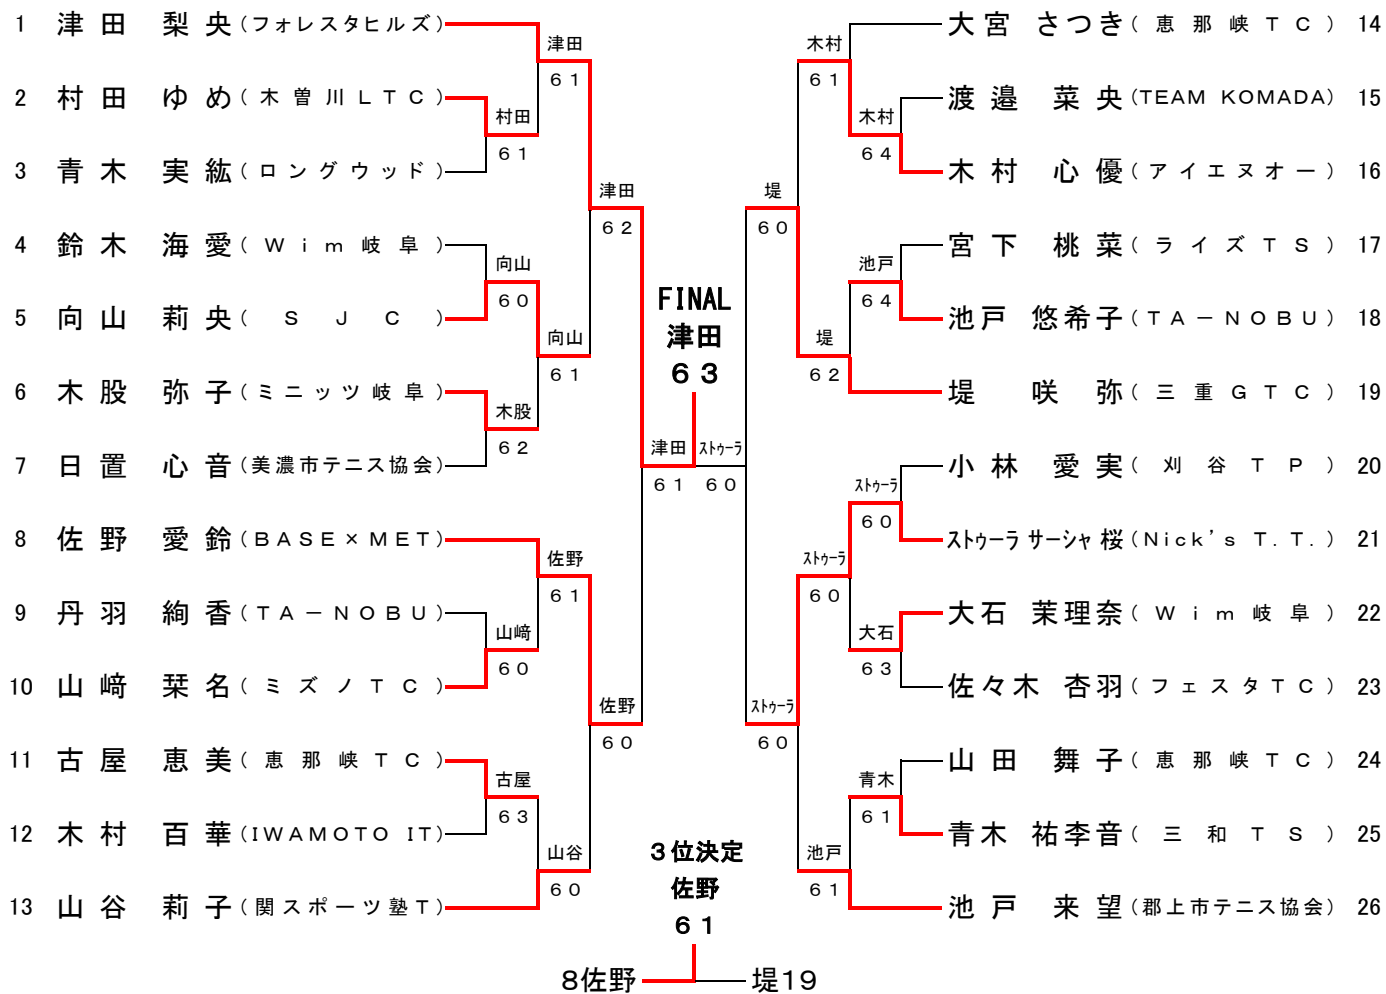 1 津田 梨央(フォレスタヒルズ)
2 村田 ゆめ(木曽川LTC)
3 青木 実紘(ロングウッド)
4 鈴木 海愛(Wim岐阜)
5 向山 莉央(SJC)
6 木股 弥子(ミニッツ岐阜)
7 日置 心音(美濃市テニス協会)
8 佐野 愛鈴(BASE×MET)
9 丹羽 絢香(TA-NOBU)
10 山﨑 栞名(ミズノTC)
11 古屋 恵美(恵那峡TC)
12 木村 百華(IWAMOTO IT)
13 山谷 莉子(関スポーツ塾T)
村田
61
向山
60
木股
62
山﨑
60
古屋
63
津田
61
向山
61
佐野
61
山谷
60
津田
62
佐野
60
津田
61
FINAL
津田
63
ストゥーラ
60
堤
60
ストゥーラ
60
木村
61
堤
62
ストゥーラ
60
池戸
61
木村
64
池戸
64
ストゥーラ
60
大石
63
青木
61
大宮 さつき(恵那峡TC) 14
渡邉 菜央(TEAM KOMADA) 15
木村 心優(アイエヌオー) 16
宮下 桃菜(ライズTS) 17
池戸 悠希子(TA-NOBU) 18
堤 咲弥(三重GTC) 19
小林 愛実(刈谷TP) 20
ストゥーラ サーシャ 桜(Nick's T.T.) 21
大石 茉理奈(Wim岐阜) 22
佐々木 杏羽(フェスタTC) 23
山田 舞子(恵那峡TC) 24
青木 祐李音(三和TS) 25
池戸 来望(郡上市テニス協会) 26
3位決定
佐野
61
8佐野 堤19